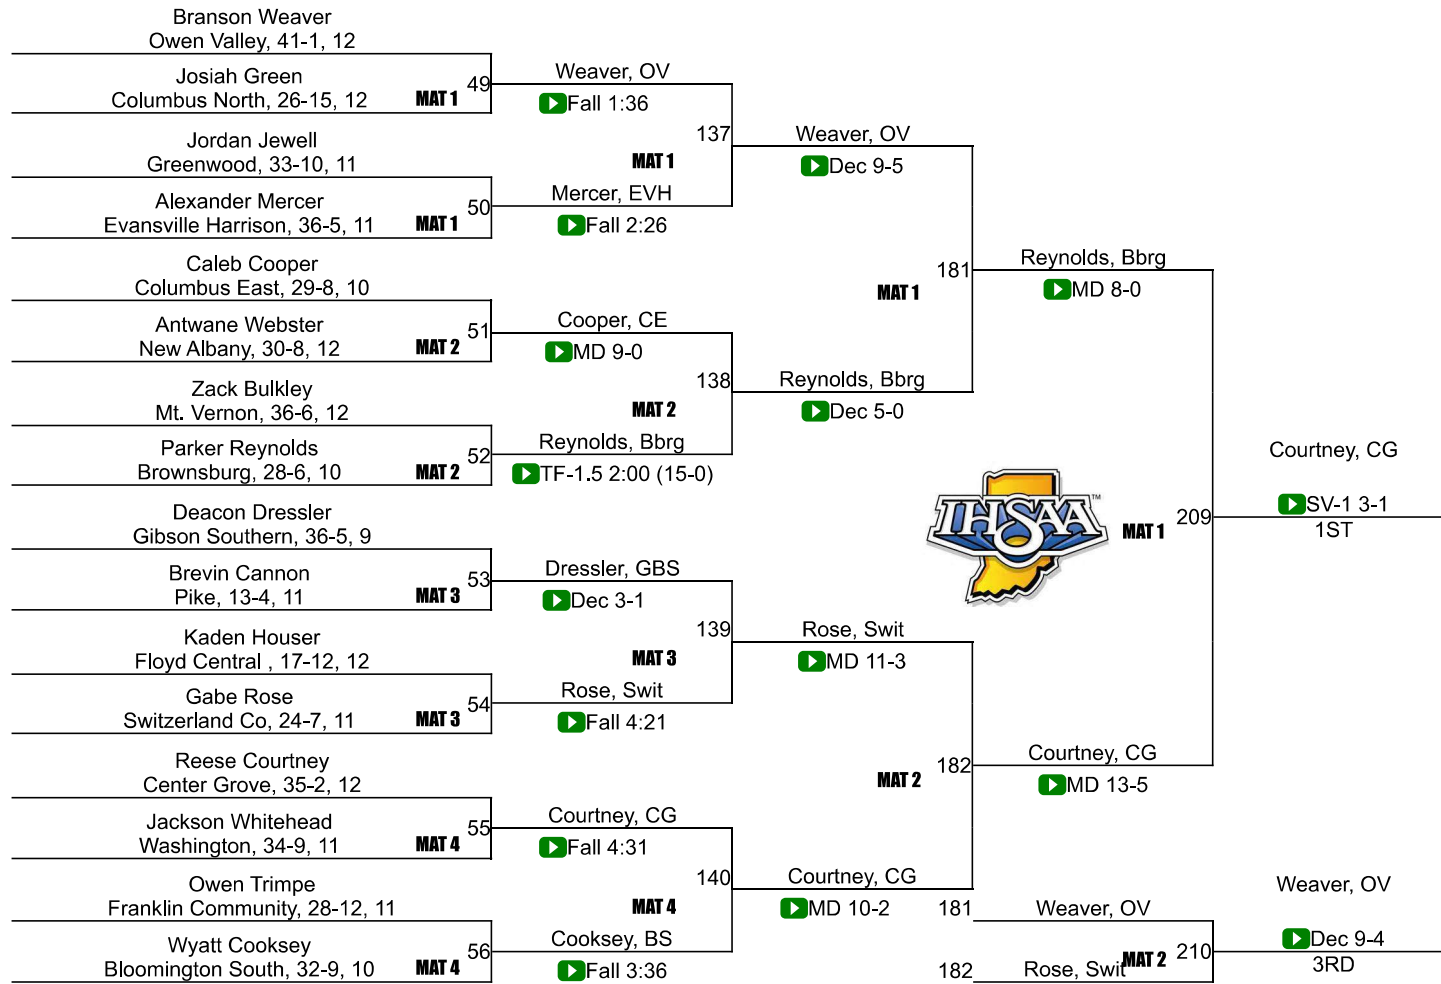 Branson Weaver
Owen Valley, 41-1, 12
Josiah Green
Columbus North, 26-15, 12
MAT 1
49
Weaver, OV
Fall 1:36
Jordan Jewell
Greenwood, 33-10, 11
Alexander Mercer
Evansville Harrison, 36-5, 11
MAT 1
50
Mercer, EVH
Fall 2:26
137
MAT 1
Weaver, OV
Dec 9-5
Caleb Cooper
Columbus East, 29-8, 10
Antwane Webster
New Albany, 30-8, 12
MAT 2
51
Cooper, CE
MD 9-0
Zack Bulkley
Mt. Vernon, 36-6, 12
Parker Reynolds
Brownsburg, 28-6, 10
MAT 2
52
Reynolds, Bbrg
TF-1.5 2:00 (15-0)
138
MAT 2
Reynolds, Bbrg
Dec 5-0
181
MAT 1
Reynolds, Bbrg
MD 8-0
Deacon Dressler
Gibson Southern, 36-5, 9
Brevin Cannon
Pike, 13-4, 11
MAT 3
53
Dressler, GBS
Dec 3-1
Kaden Houser
Floyd Central , 17-12, 12
Gabe Rose
Switzerland Co, 24-7, 11
MAT 3
54
Rose, Swit
Fall 4:21
139
MAT 3
Rose, Swit
MD 11-3
Reese Courtney
Center Grove, 35-2, 12
Jackson Whitehead
Washington, 34-9, 11
MAT 4
55
Courtney, CG
Fall 4:31
Owen Trimpe
Franklin Community, 28-12, 11
Wyatt Cooksey
Bloomington South, 32-9, 10
MAT 4
56
Cooksey, BS
Fall 3:36
140
MAT 4
Courtney, CG
MD 10-2
182
MAT 2
Courtney, CG
MD 13-5
IHSAA™
MAT 1
209
Courtney, CG
SV-1 3-1
1ST
181
Weaver, OV
182
Rose, Swit
MAT 2
210
Weaver, OV
Dec 9-4
3RD